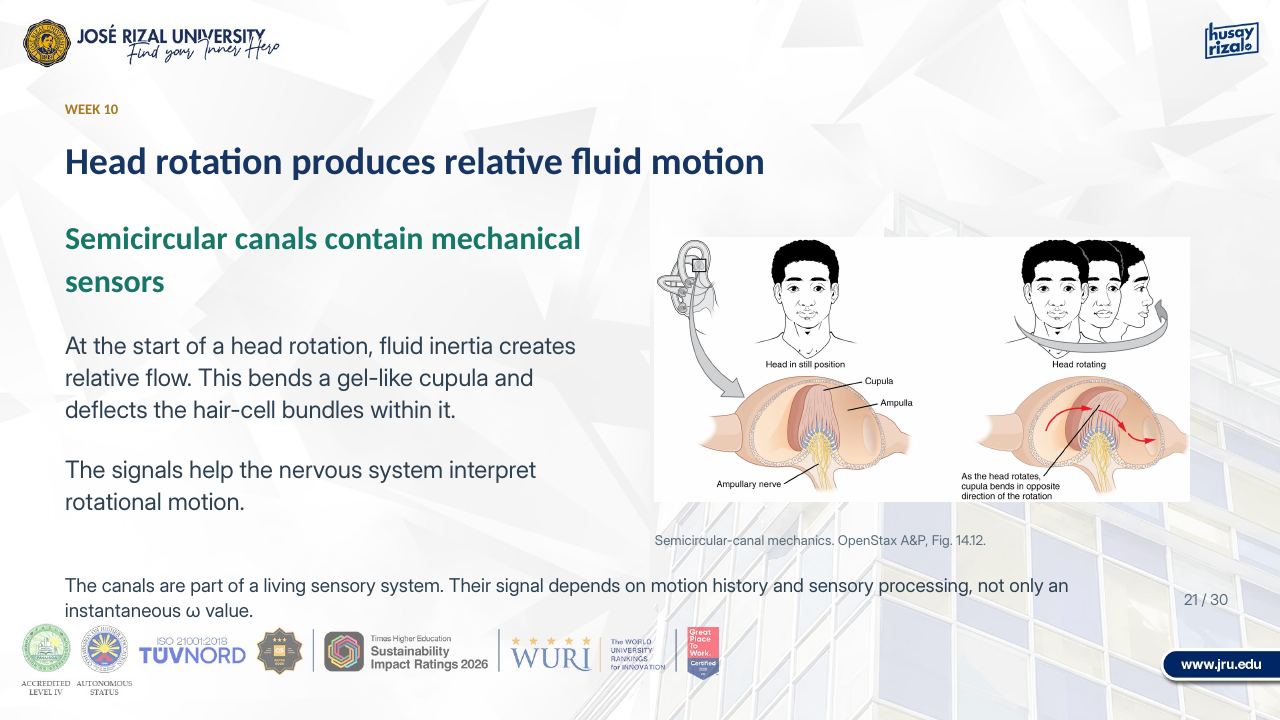 JOSÉ RIZAL UNIVERSITY
Find your Inner Hero
husay
rizal
WEEK 10
Head rotation produces relative fluid motion
Semicircular canals contain mechanical
sensors
At the start of a head rotation, fluid inertia creates
relative flow. This bends a gel-like cupula and
deflects the hair-cell bundles within it.
The signals help the nervous system interpret
rotational motion.
Head in still position
Head rotating
Cupula
Ampulla
Ampullary nerve
As the head rotates,
cupula bends in opposite
direction of the rotation
Semicircular-canal mechanics. OpenStax A&P, Fig. 14.12.
The canals are part of a living sensory system. Their signal depends on motion history and sensory processing, not only an
instantaneous ω value.
21 / 30
ACCREDITED
LEVEL IV
AUTONOMOUS
STATUS
ISO 21001:2018
TÜVNORD
Times Higher Education
Sustainability
Impact Ratings 2026
WURI
The WORLD
UNIVERSITY
RANKINGS
for INNOVATION
Great
Place
To
Work.
Certified
www.jru.edu